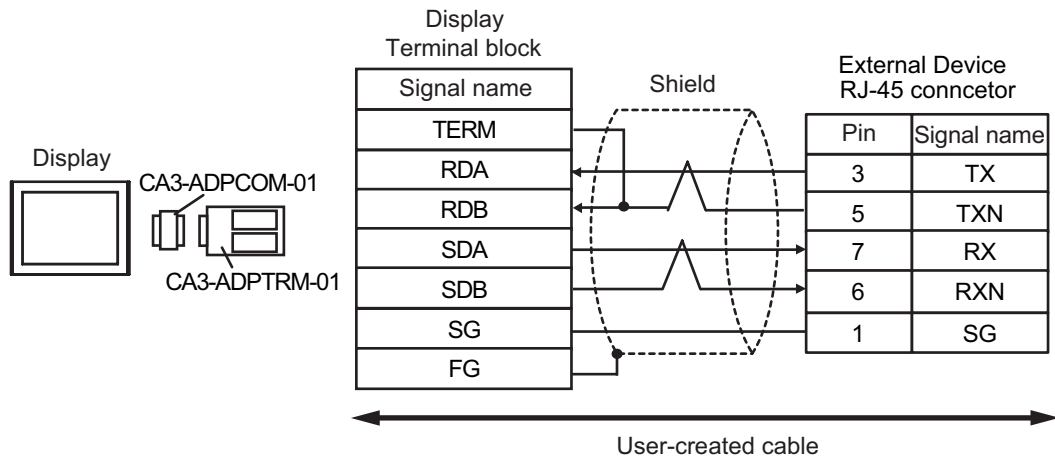 Display
Terminal block
Signal name
TERM
RDA
RDB
SDA
SDB
SG
FG
Shield
External Device
RJ-45 conncetor
Pin Signal name
3 TX
5 TXN
7 RX
6 RXN
1 SG
Display
CA3-ADPCOM-01
CA3-ADPTRM-01
User-created cable